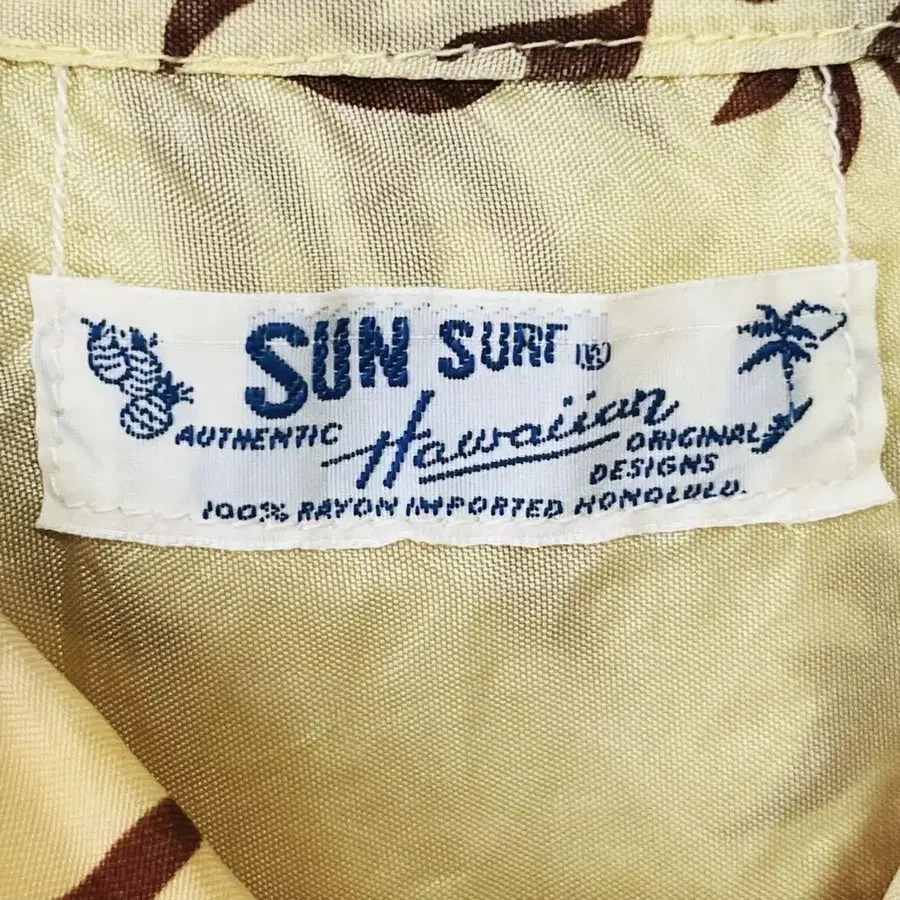 SUN SURF ®
AUTHENTIC Hawaiian ORIGINAL DESIGNS
100% RAYON IMPORTED HONOLULU.